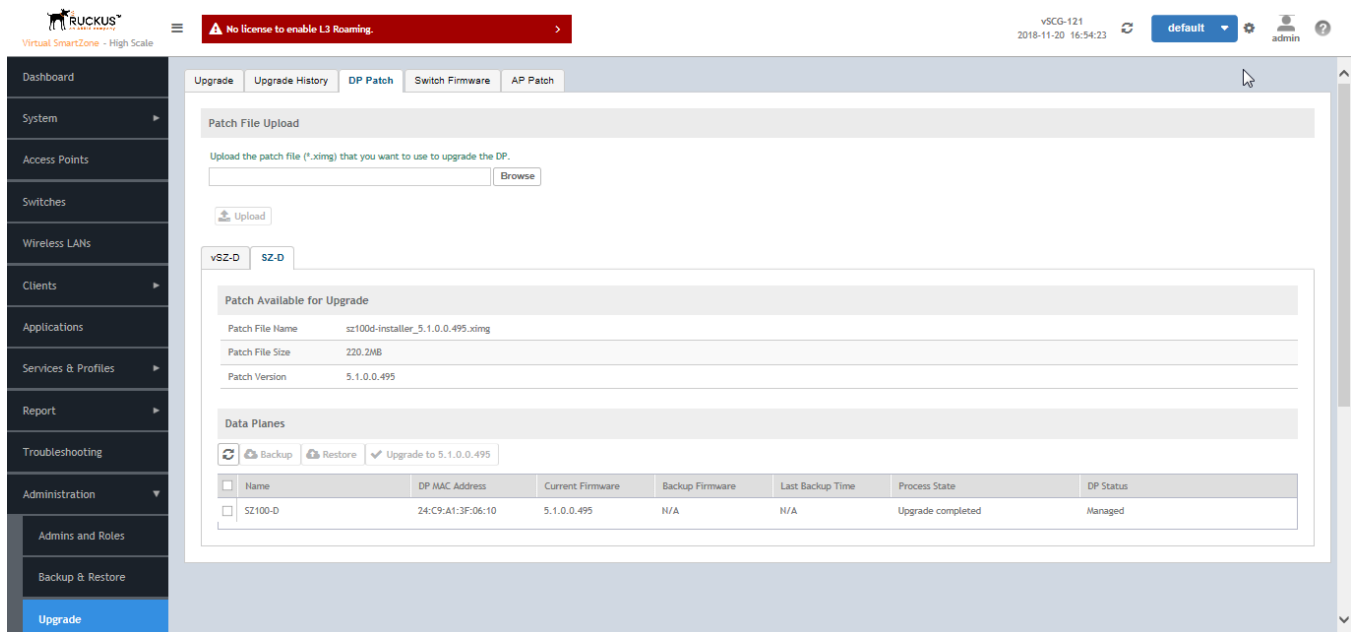 RUCKUS™
Virtual SmartZone - High Scale
No license to enable L3 Roaming.
vSCG-121
2018-11-20 16:54:23
default
admin
Dashboard
System
Access Points
Switches
Wireless LANs
Clients
Applications
Services & Profiles
Report
Troubleshooting
Administration
Admins and Roles
Backup & Restore
Upgrade
Upgrade Upgrade History DP Patch Switch Firmware AP Patch
Patch File Upload
Upload the patch file (*.ximg) that you want to use to upgrade the DP.
Browse
Upload
vSZ-D SZ-D
Patch Available for Upgrade
Patch File Name sz100d-installer_5.1.0.0.495.ximg
Patch File Size 220.2MB
Patch Version 5.1.0.0.495
Data Planes
Backup Restore Upgrade to 5.1.0.0.495
Name DP MAC Address Current Firmware Backup Firmware Last Backup Time Process State DP Status
SZ100-D 24:C9:A1:3F:06:10 5.1.0.0.495 N/A N/A Upgrade completed Managed